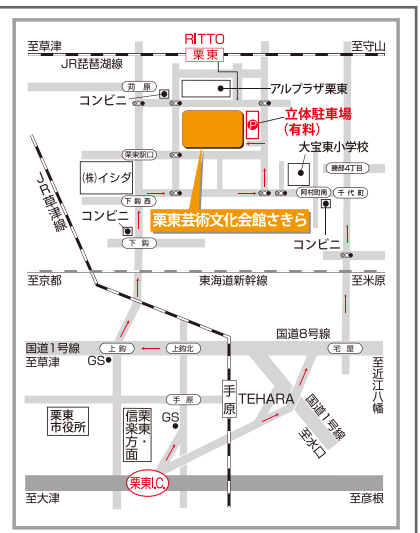 至草津
RITTO
栗東
至守山
JR琵琶湖線
苅原
アルプラザ栗東
コンビニ
P
立体駐車場
(有料)
大宝東小学校
栗東駅口
勝部4丁目
(株)イシダ
下鈎西
阿村町南
千代町
JR草津線
コンビニ
栗東芸術文化会館さきら
下鈎
コンビニ
至京都
東海道新幹線
至米原
国道8号線
国道1号線
上鈎
上鈎北
宅屋
至草津
GS
至近江八幡
手原
TEHARA
手原
栗東
市役所
栗東・
信楽方面
GS
国道1号線
至水口
栗東I.C.
至大津
至彦根